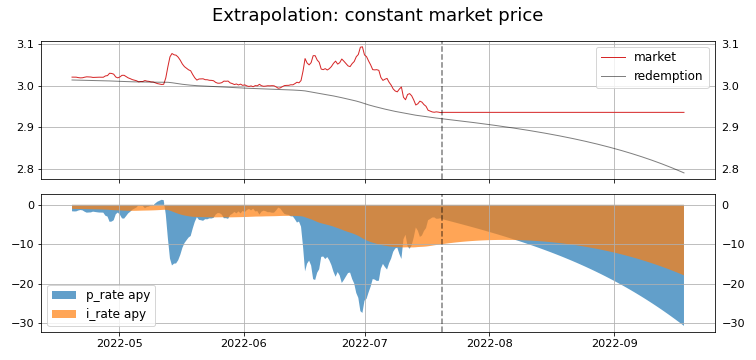 Extrapolation: constant market price
3.1
3.0
2.9
2.8
3.1
3.0
2.9
2.8
market
redemption
0
−10
−20
−30
0
−10
−20
−30
p_rate apy
i_rate apy
2022-05 2022-06 2022-07 2022-08 2022-09